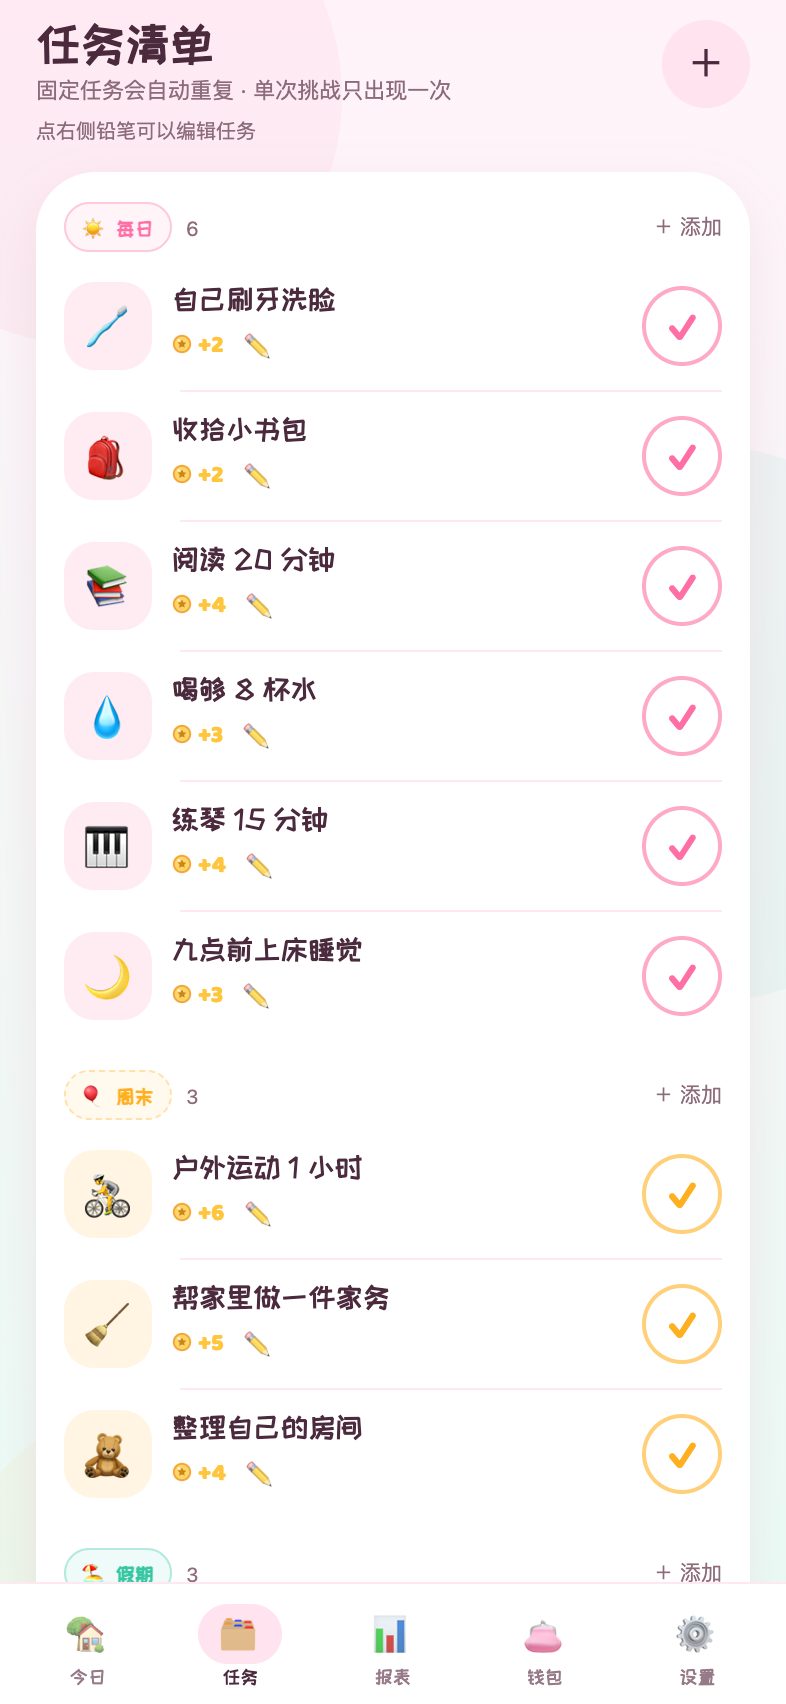 任务清单
固定任务会自动重复 · 单次挑战只出现一次
点右侧铅笔可以编辑任务
+
每日 6 + 添加
自己刷牙洗脸
+2
收拾小书包
+2
阅读 20 分钟
+4
喝够 8 杯水
+3
练琴 15 分钟
+4
九点前上床睡觉
+3
周末 3 + 添加
户外运动 1 小时
+6
帮家里做一件家务
+5
整理自己的房间
+4
假期 3 + 添加
今日 任务 报表 钱包 设置